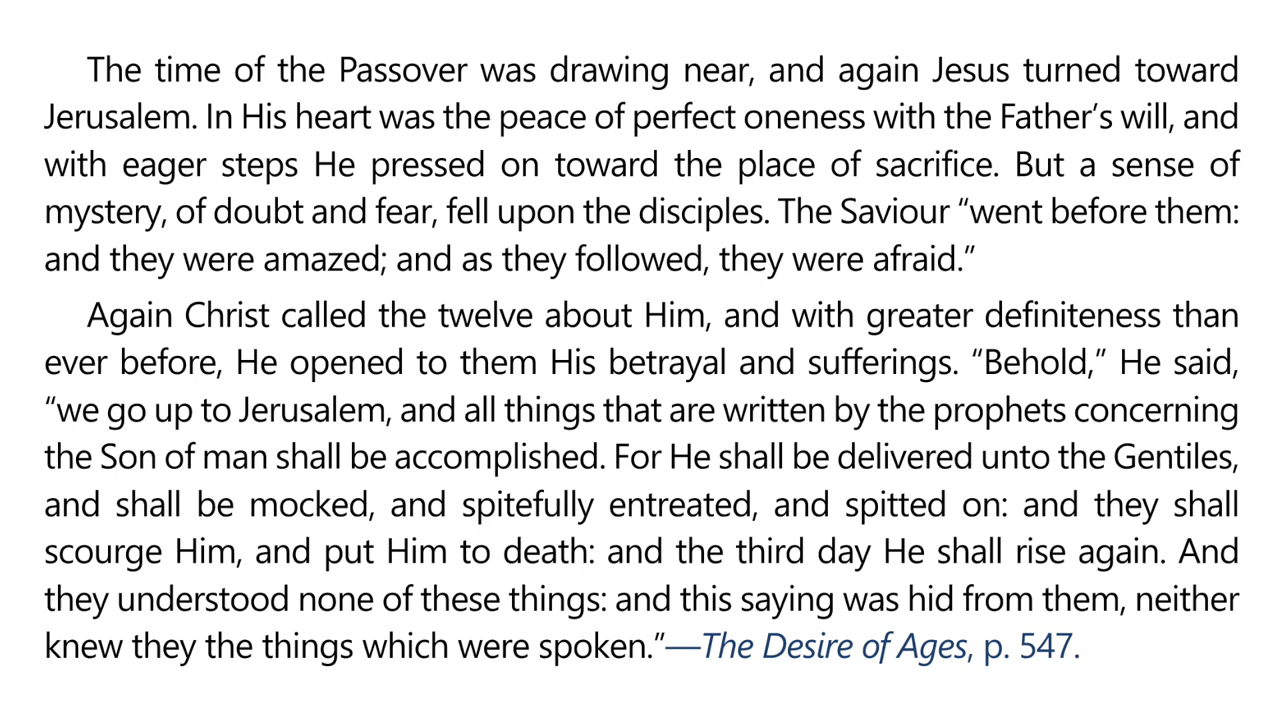 The time of the Passover was drawing near, and again Jesus turned toward
Jerusalem. In His heart was the peace of perfect oneness with the Father’s will, and
with eager steps He pressed on toward the place of sacrifice. But a sense of
mystery, of doubt and fear, fell upon the disciples. The Saviour “went before them:
and they were amazed; and as they followed, they were afraid.”
Again Christ called the twelve about Him, and with greater definiteness than
ever before, He opened to them His betrayal and sufferings. “Behold,” He said,
“we go up to Jerusalem, and all things that are written by the prophets concerning
the Son of man shall be accomplished. For He shall be delivered unto the Gentiles,
and shall be mocked, and spitefully entreated, and spitted on: and they shall
scourge Him, and put Him to death: and the third day He shall rise again. And
they understood none of these things: and this saying was hid from them, neither
knew they the things which were spoken.”—The Desire of Ages, p. 547.